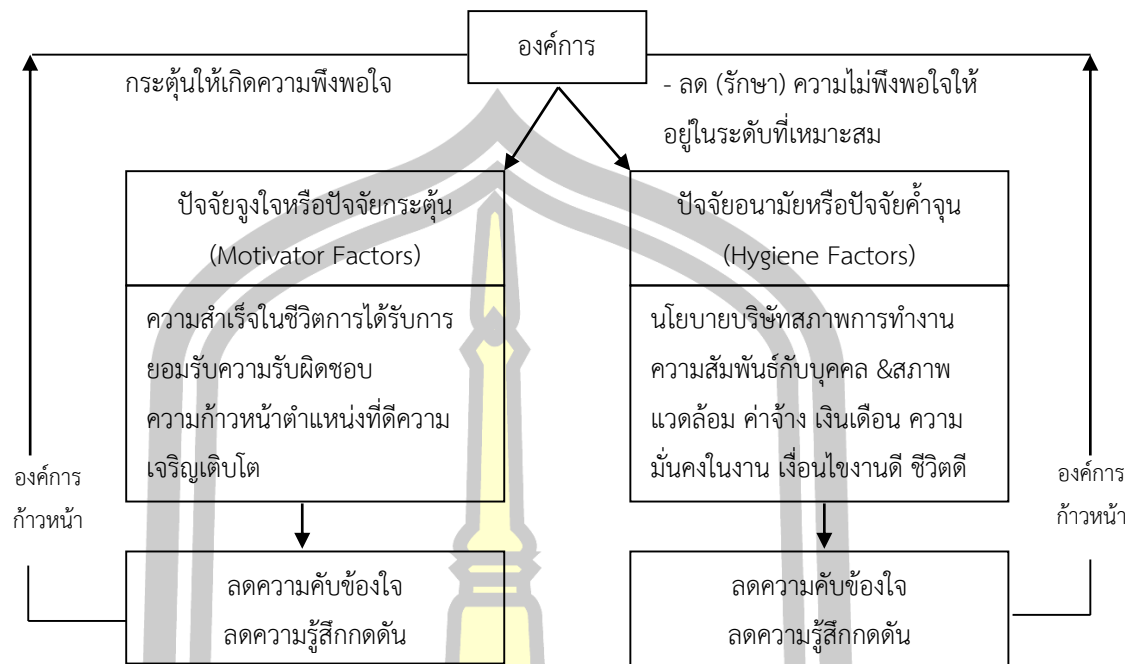 องค์การ
กระตุ้นให้เกิดความพึงพอใจ
- ลด (รักษา) ความไม่พึงพอใจให้
อยู่ในระดับที่เหมาะสม
ปัจจัยจูงใจหรือปัจจัยกระตุ้น
(Motivator Factors)
ความสำเร็จในชีวิตการได้รับการ
ยอมรับความรับผิดชอบ
ความก้าวหน้าตำแหน่งที่ดีความ
เจริญเติบโต
ปัจจัยอนามัยหรือปัจจัยค้ำจุน
(Hygiene Factors)
นโยบายบริษัทสภาพการทำงาน
ความสัมพันธ์กับบุคคล &สภาพ
แวดล้อม ค่าจ้าง เงินเดือน ความ
มั่นคงในงาน เงื่อนไขงานดี ชีวิตดี
องค์การ
ก้าวหน้า
องค์การ
ก้าวหน้า
ลดความคับข้องใจ
ลดความรู้สึกกดดัน
ลดความคับข้องใจ
ลดความรู้สึกกดดัน